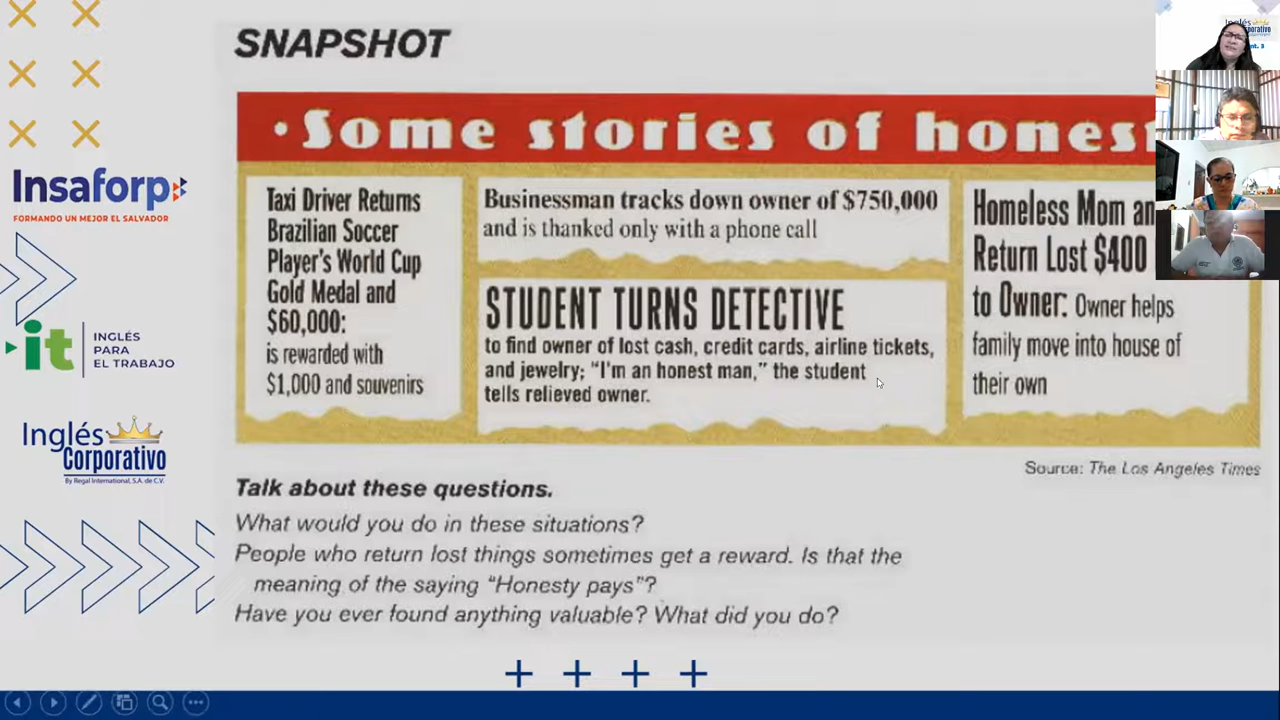 SNAPSHOT
• Some stories of hones
Taxi Driver Returns
Brazilian Soccer
Player's World Cup
Gold Medal and
$60,000:
is rewarded with
$1,000 and souvenirs
Businessman tracks down owner of $750,000
and is thanked only with a phone call
STUDENT TURNS DETECTIVE
to find owner of lost cash, credit cards, airline tickets,
and jewelry; "I'm an honest man," the student
tells relieved owner.
Homeless Mom an
Return Lost $400
to Owner: Owner helps
family move into house of
their own
Source: The Los Angeles Times
Talk about these questions.
What would you do in these situations?
People who return lost things sometimes get a reward. Is that the
meaning of the saying "Honesty pays"?
Have you ever found anything valuable? What did you do?
Insaforp
FORMANDO UN MEJOR EL SALVADOR
it
INGLÉS
PARA
EL TRABAJO
Inglés
Corporativo
By Regal International, S.A. de C.V.
Inglés
Corporativo
nt. 3